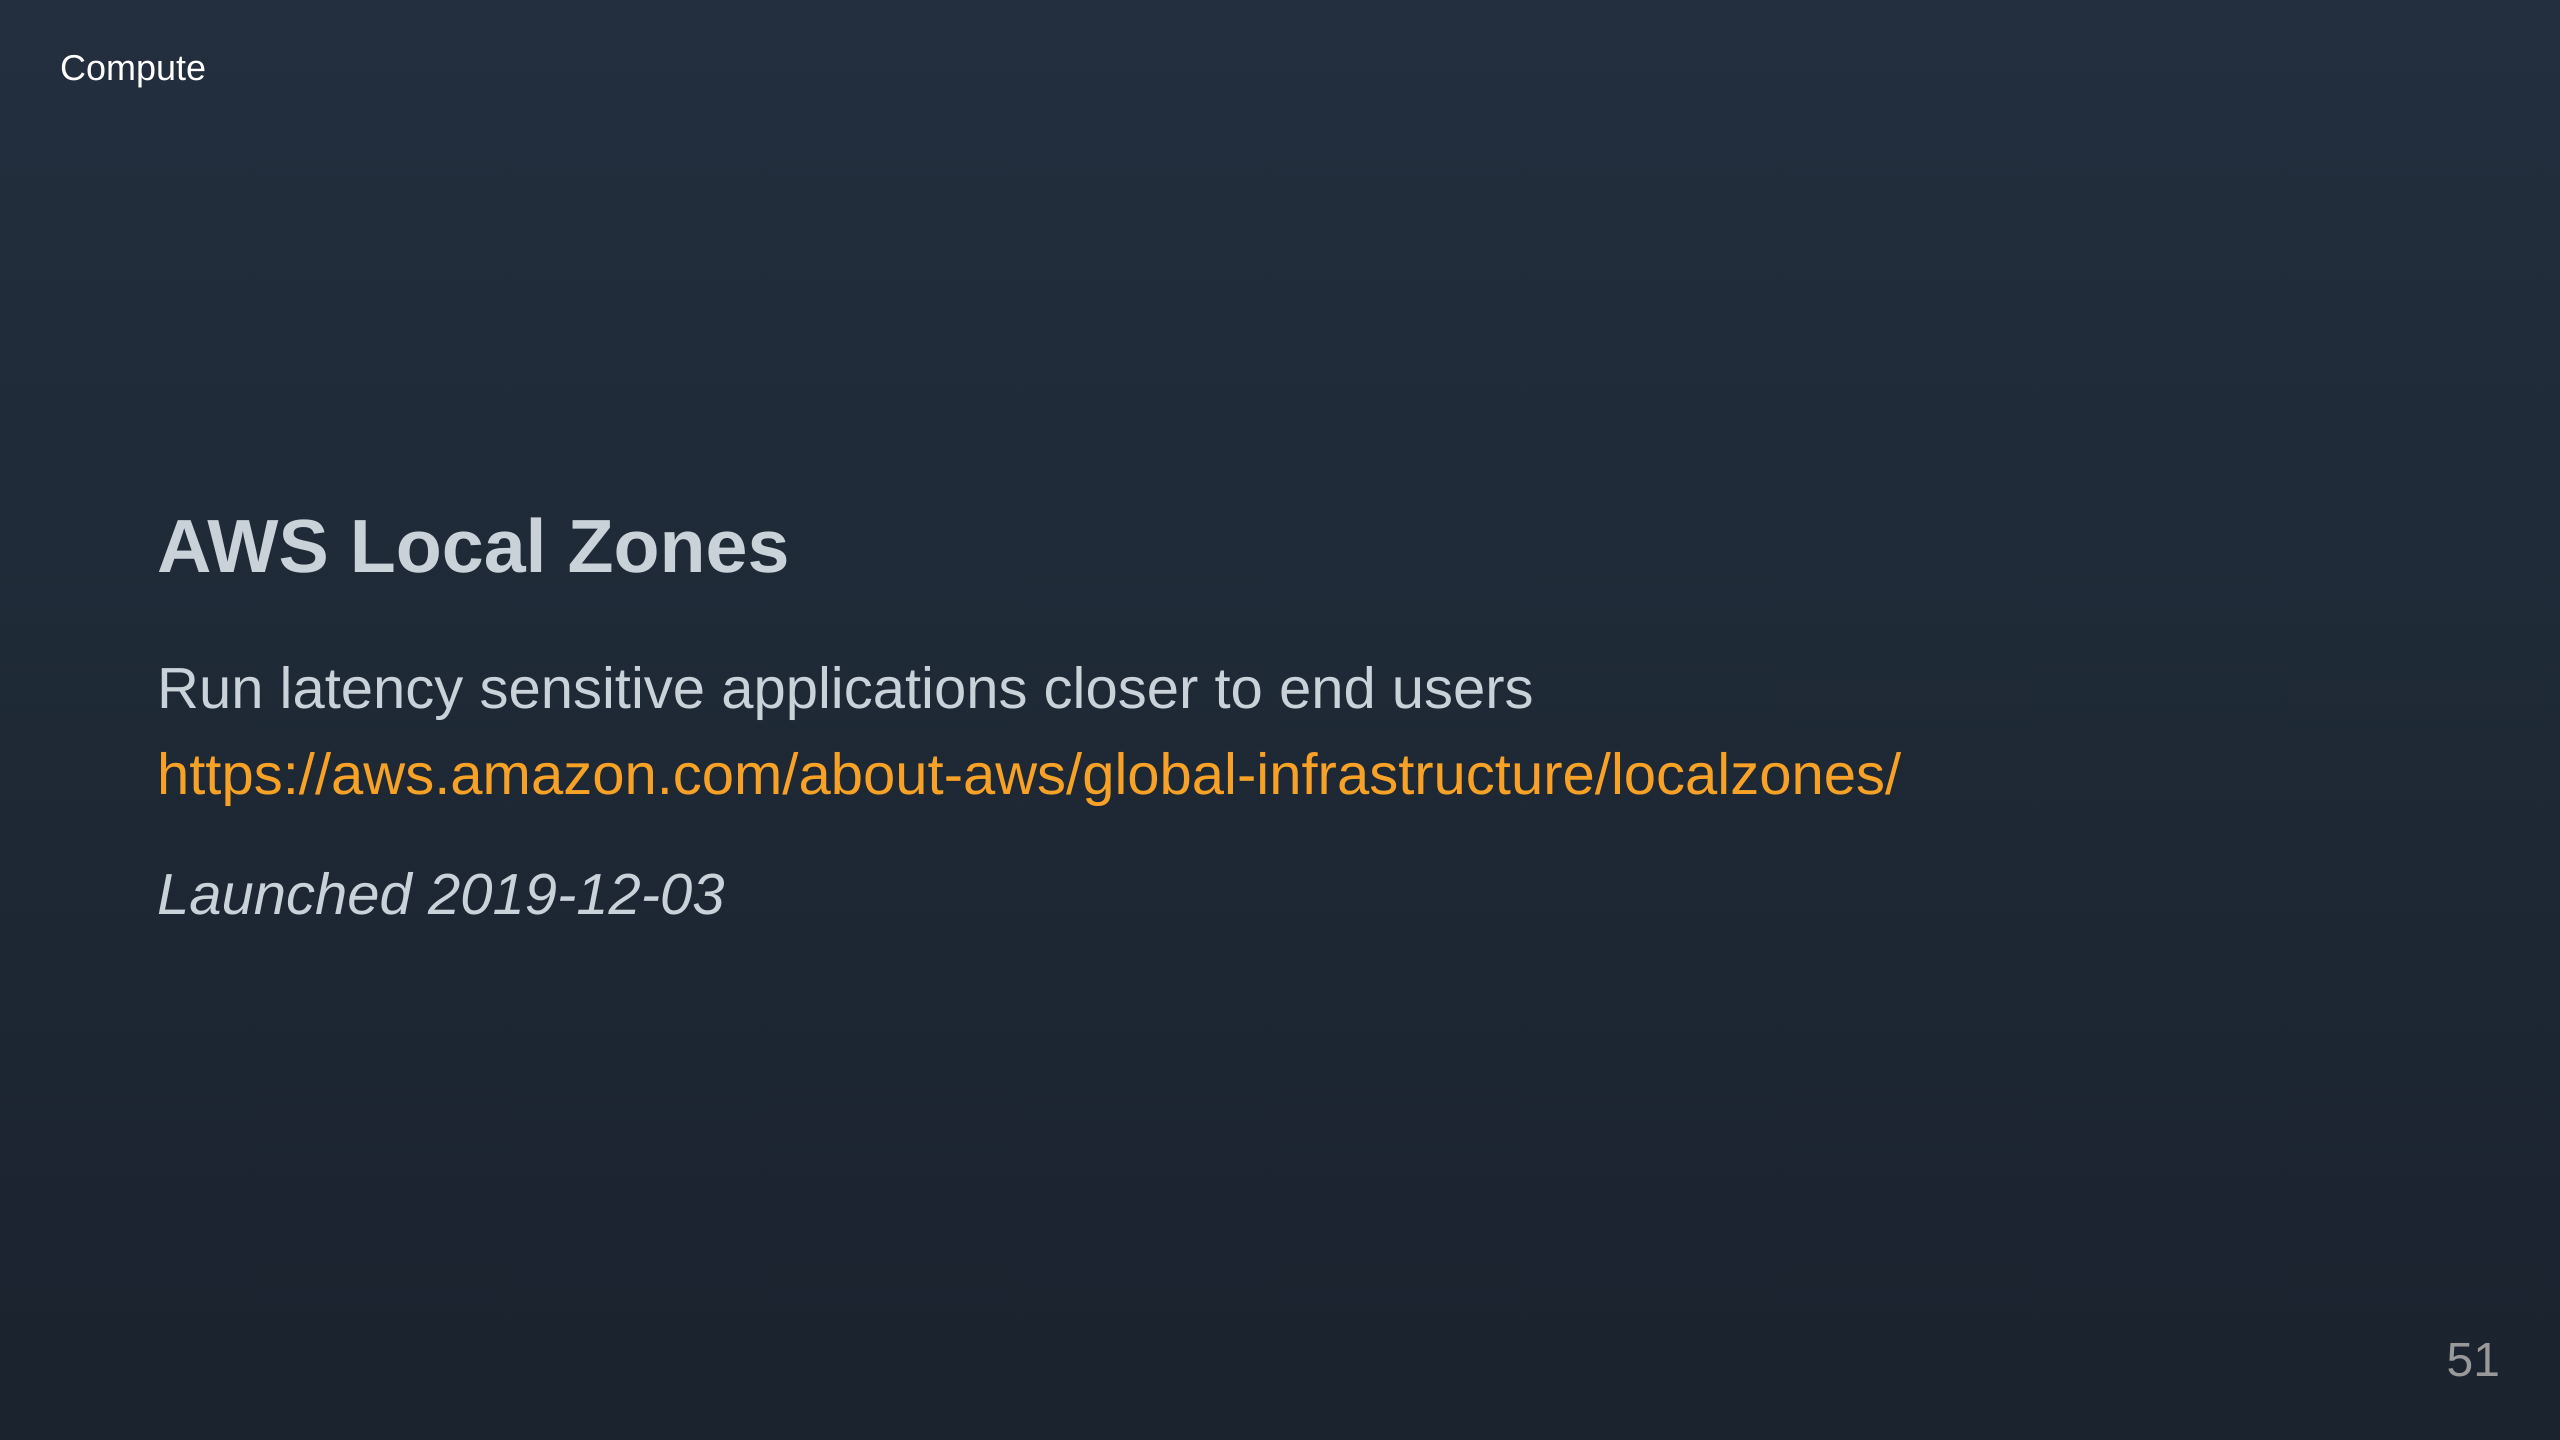 Compute
AWS Local Zones
Run latency sensitive applications closer to end users
https://aws.amazon.com/about-aws/global-infrastructure/localzones/
Launched 2019-12-03
51